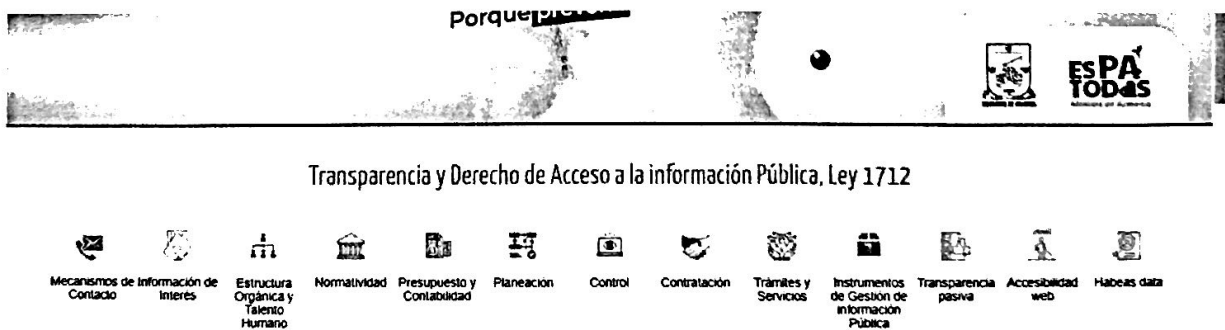 Porque
ES PA'
TODAS
Transparencia y Derecho de Acceso a la información Pública, Ley 1712
Mecanismos de Contacto
Información de Interés
Estructura Orgánica y Talento Humano
Normatividad
Presupuesto y Contabilidad
Planeación
Control
Contratación
Trámites y Servicios
Instrumentos de Gestión de Información Pública
Transparencia pasiva
Accesibilidad web
Habeas data